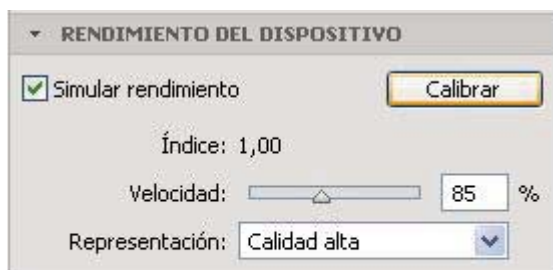 RENDIMIENTO DEL DISPOSITIVO
Simular rendimiento Calibrar
Índice: 1,00
Velocidad: 85 %
Representación: Calidad alta